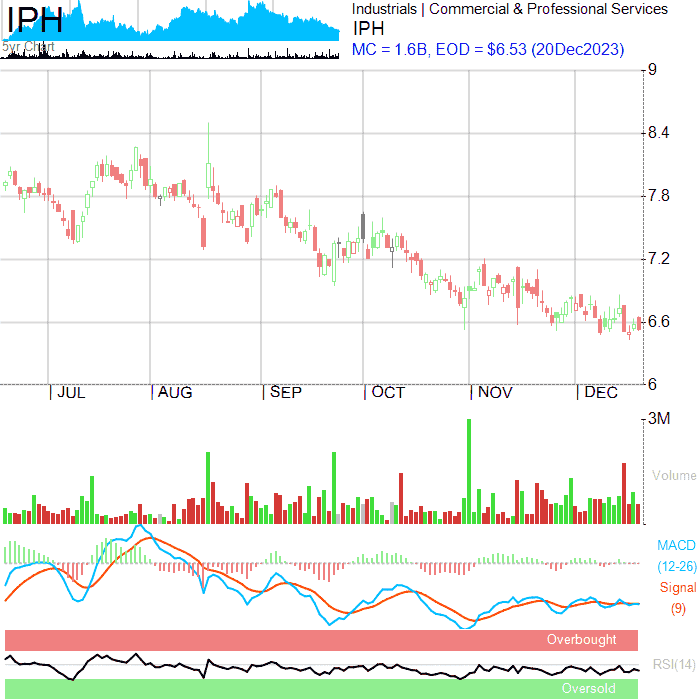 IPH
5yr Chart
Industrials | Commercial & Professional Services
IPH
MC = 1.6B, EOD = $6.53 (20Dec2023)
9
8.4
7.8
7.2
6.6
6
JUL
AUG
SEP
OCT
NOV
DEC
3M
Volume
MACD
(12-26)
Signal
(9)
Overbought
RSI(14)
Oversold